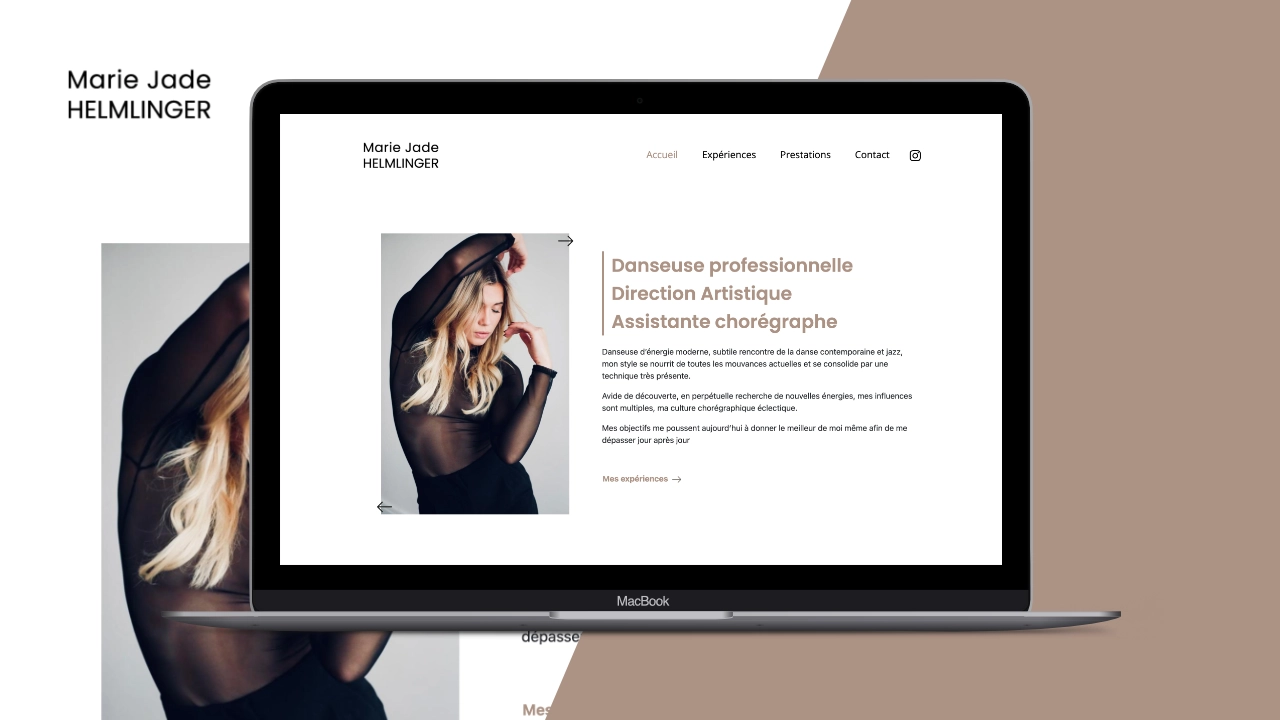 Marie Jade
HELMLINGER
Marie Jade
HELMLINGER
Accueil
Expériences
Prestations
Contact
Danseuse professionnelle
Direction Artistique
Assistante chorégraphe
Danseuse d'énergie moderne, subtile rencontre de la danse contemporaine et jazz,
mon style se nourrit de toutes les mouvances actuelles et se consolide par une
technique très présente.
Avide de découverte, en perpétuelle recherche de nouvelles énergies, mes influences
sont multiples, ma culture chorégraphique éclectique.
Mes objectifs me poussent aujourd'hui à donner le meilleur de moi même afin de me
dépasser jour après jour
Mes expériences →
MacBook
dépasse
Mes